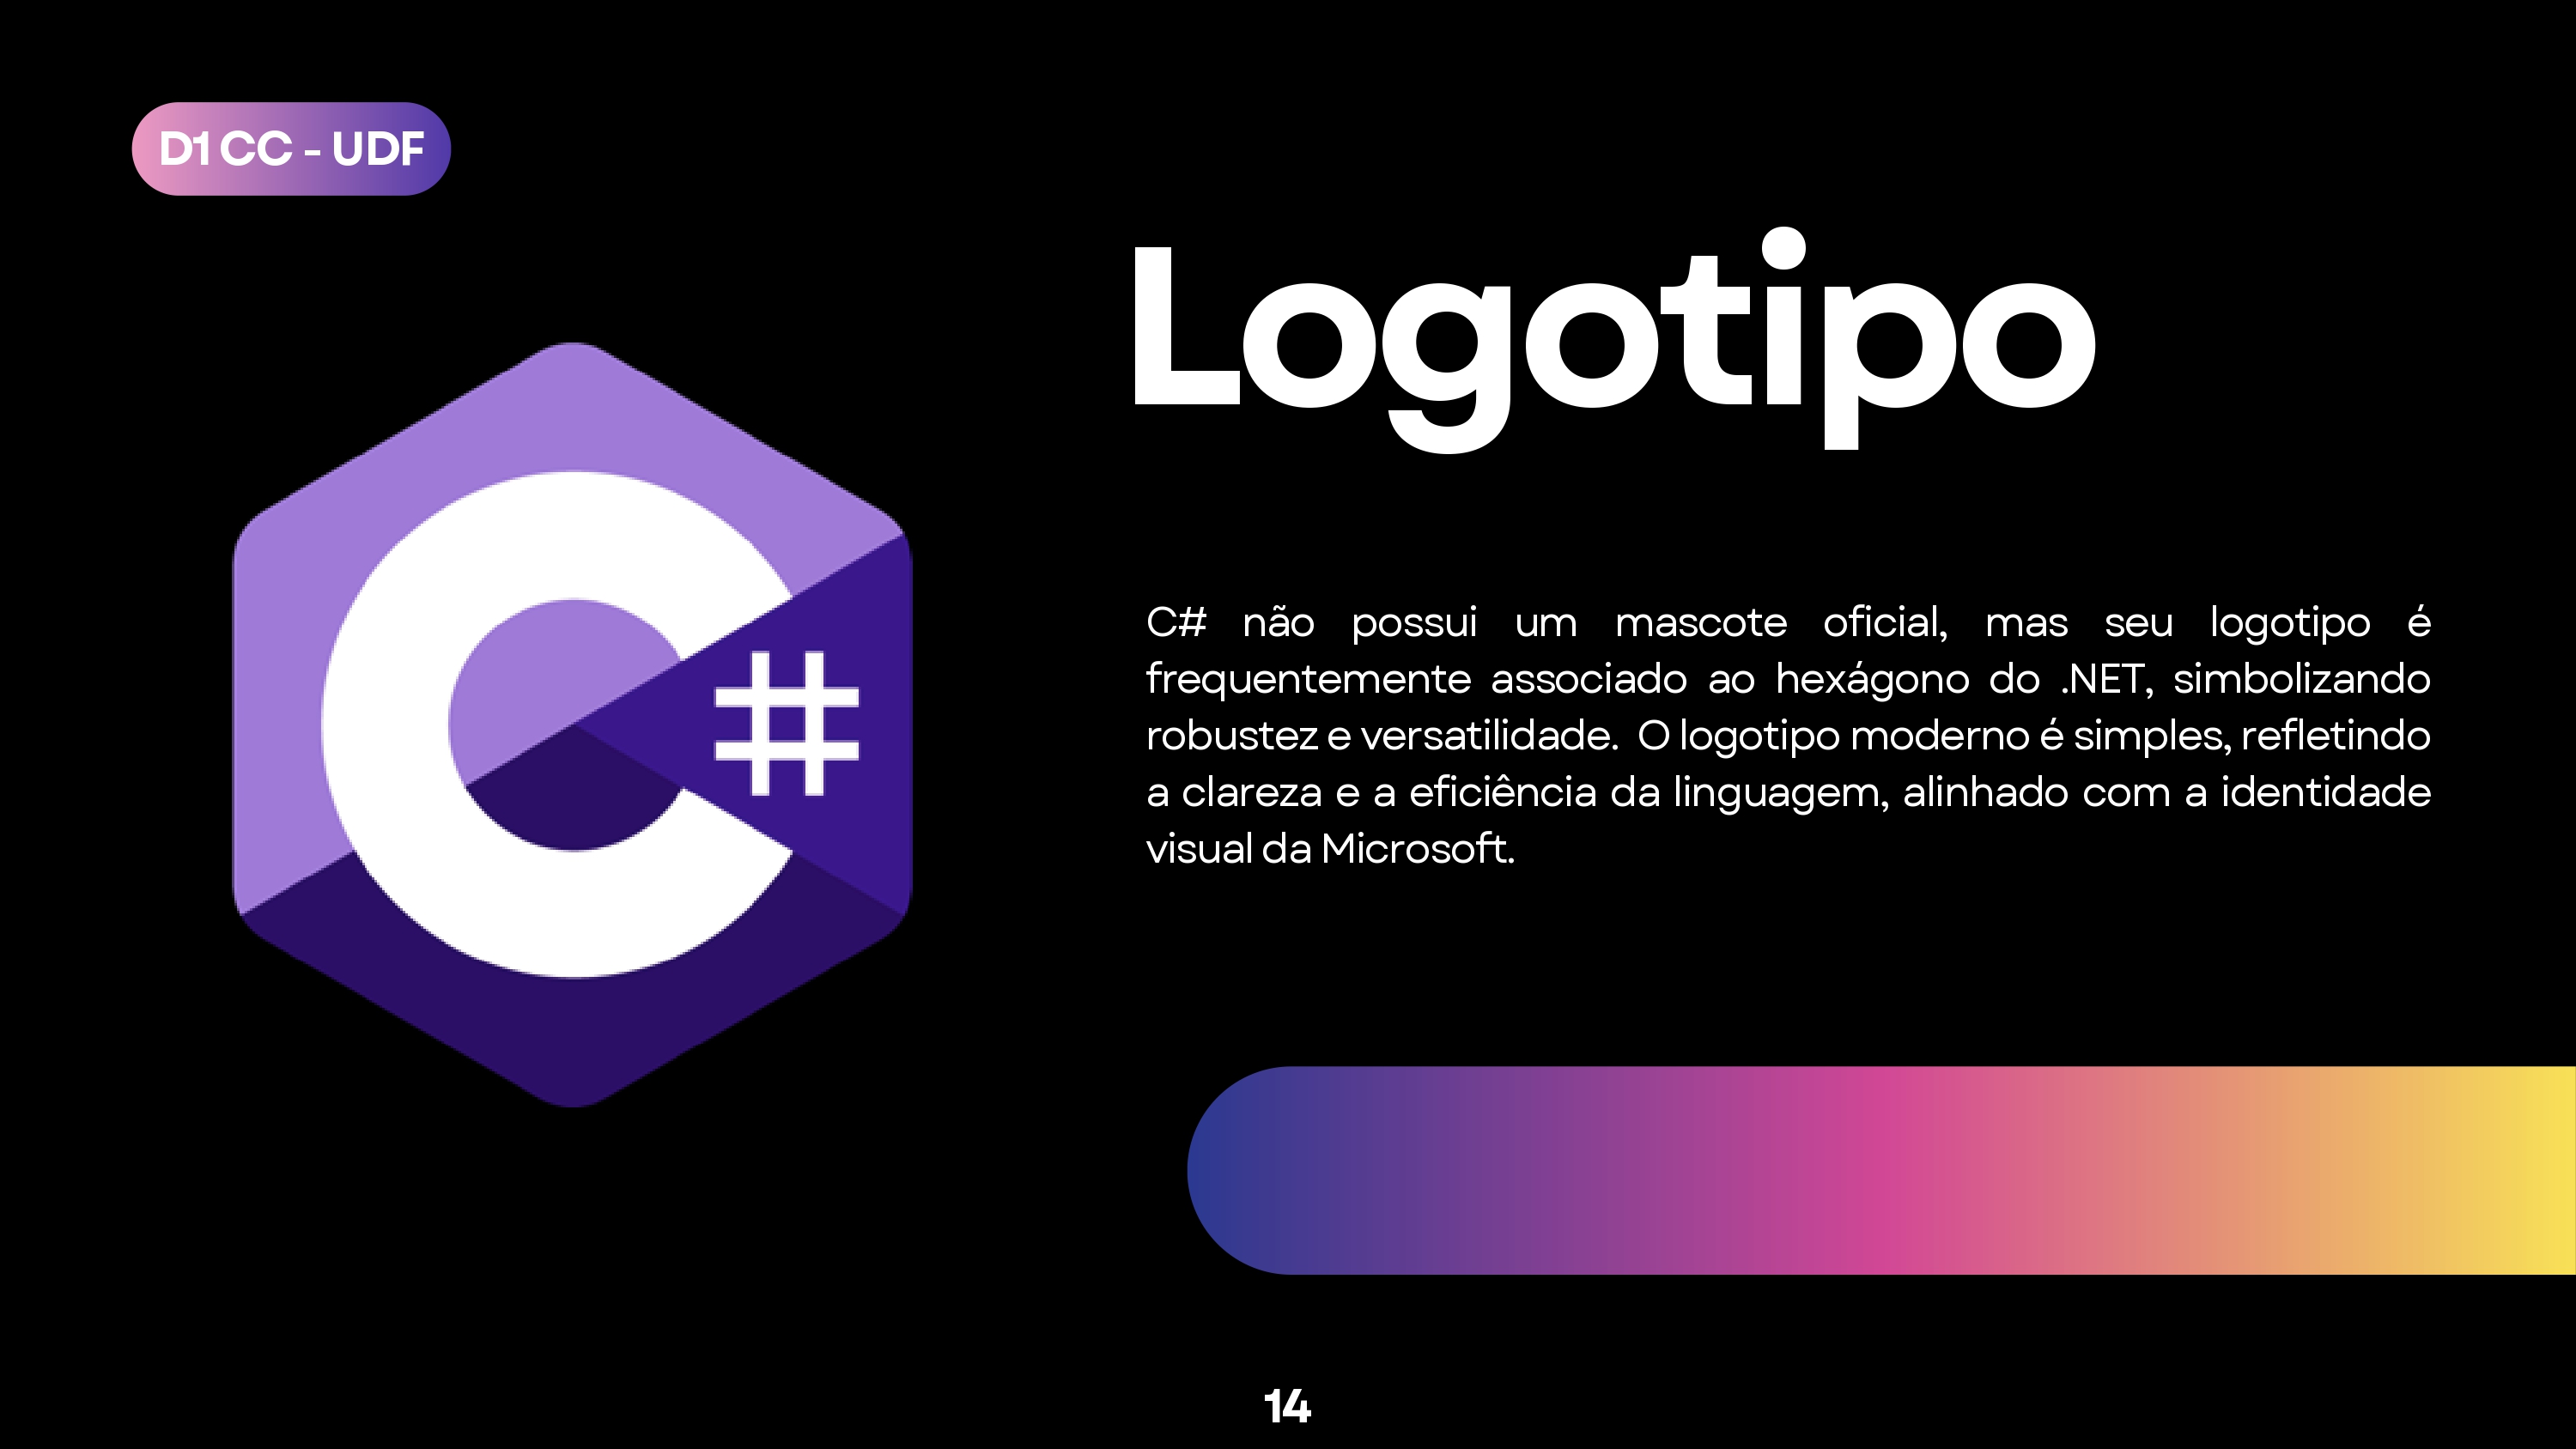 D1 CC - UDF
Logotipo
C#
C# não possui um mascote oficial, mas seu logotipo é
frequentemente associado ao hexágono do .NET, simbolizando
robustez e versatilidade. O logotipo moderno é simples, refletindo
a clareza e a eficiência da linguagem, alinhado com a identidade
visual da Microsoft.
14